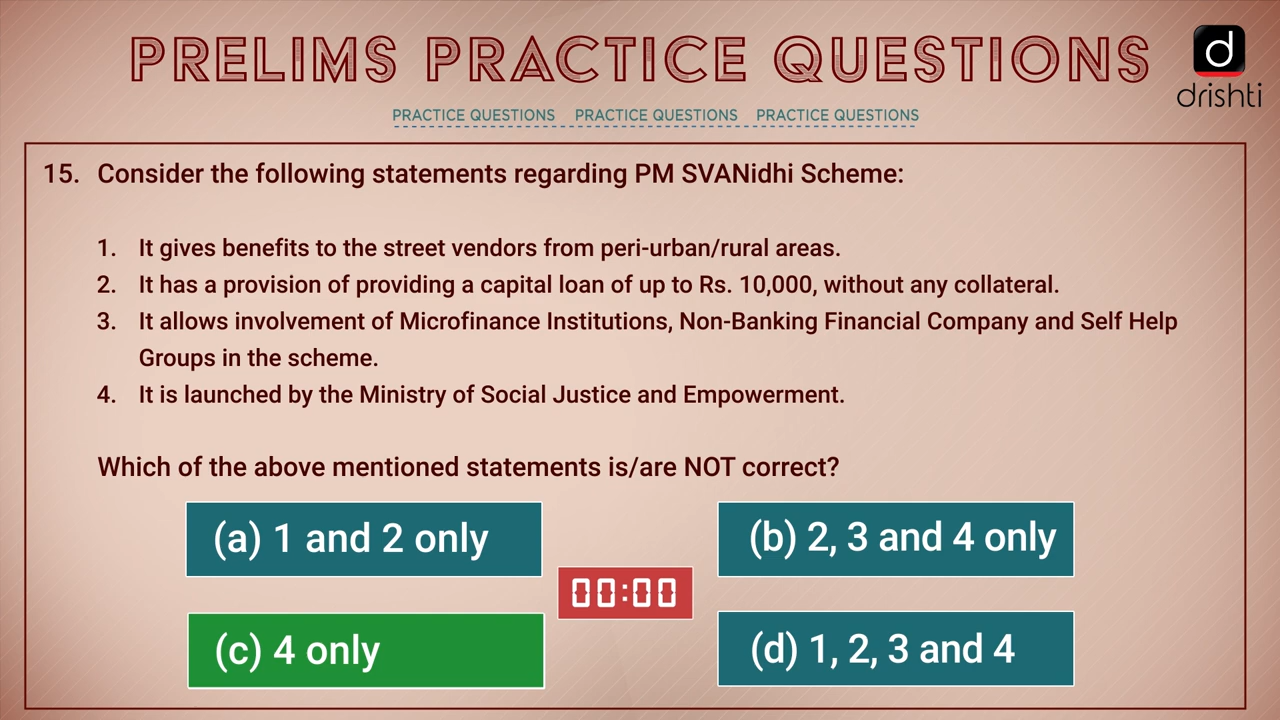 PRELIMS PRACTICE QUESTIONS
d
drishti
PRACTICE QUESTIONS PRACTICE QUESTIONS PRACTICE QUESTIONS
15. Consider the following statements regarding PM SVANidhi Scheme:
1. It gives benefits to the street vendors from peri-urban/rural areas.
2. It has a provision of providing a capital loan of up to Rs. 10,000, without any collateral.
3. It allows involvement of Microfinance Institutions, Non-Banking Financial Company and Self Help
Groups in the scheme.
4. It is launched by the Ministry of Social Justice and Empowerment.
Which of the above mentioned statements is/are NOT correct?
(a) 1 and 2 only
(b) 2, 3 and 4 only
00:00
(c) 4 only
(d) 1, 2, 3 and 4